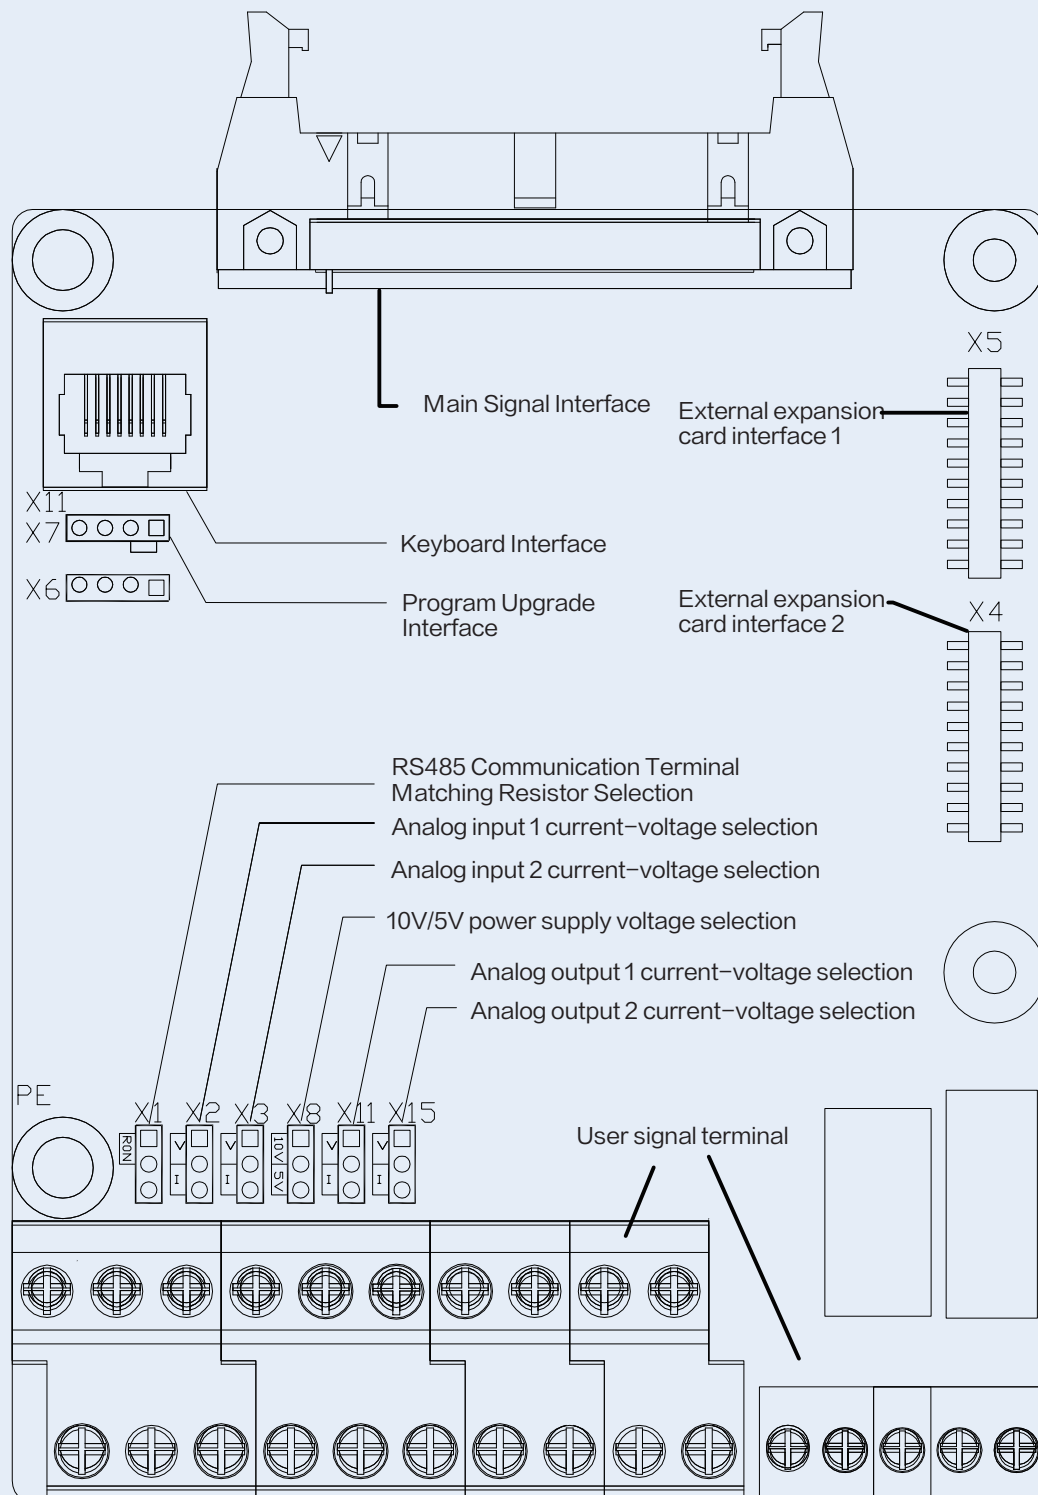 X5
Main Signal Interface
External expansion
card interface 1
X11
X7
Keyboard Interface
X6
Program Upgrade
Interface
External expansion
card interface 2
X4
RS485 Communication Terminal
Matching Resistor Selection
Analog input 1 current-voltage selection
Analog input 2 current-voltage selection
10V/5V power supply voltage selection
Analog output 1 current-voltage selection
Analog output 2 current-voltage selection
PE
X1 X2 X3 X8 X11 X15
RON
V I
V I
10V 5V
V I
V I
User signal terminal